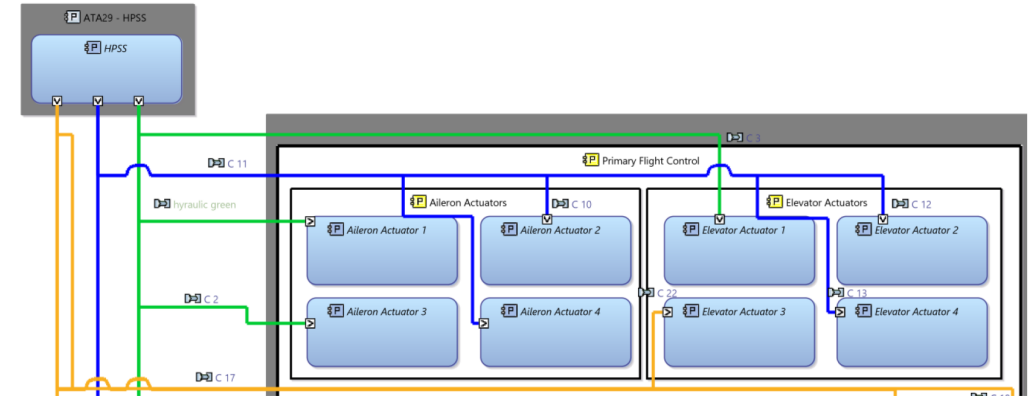 ATA29 - HPSS
HPSS
C 3
Primary Flight Control
C 11
Aileron Actuators
C 10
Elevator Actuators
C 12
hyraulic green
Aileron Actuator 1
Aileron Actuator 2
Elevator Actuator 1
Elevator Actuator 2
C 22
C 13
C 2
Aileron Actuator 3
Aileron Actuator 4
Elevator Actuator 3
Elevator Actuator 4
C 17